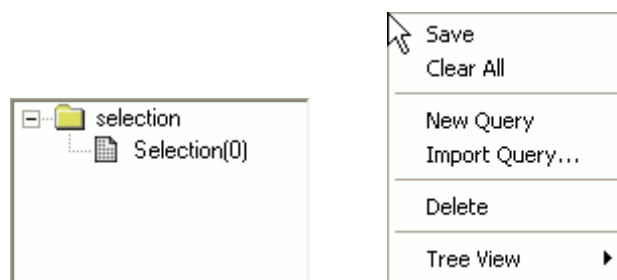 selection
Selection(0)
Save
Clear All
New Query
Import Query...
Delete
Tree View